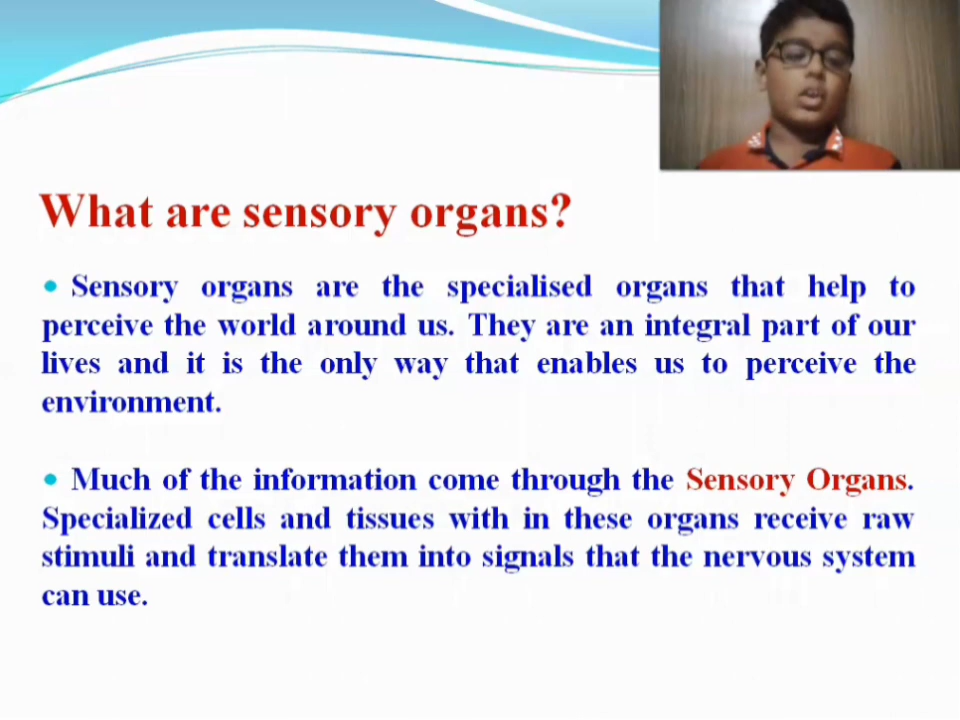 What are sensory organs?
• Sensory organs are the specialised organs that help to
perceive the world around us. They are an integral part of our
lives and it is the only way that enables us to perceive the
environment.
• Much of the information come through the Sensory Organs.
Specialized cells and tissues with in these organs receive raw
stimuli and translate them into signals that the nervous system
can use.